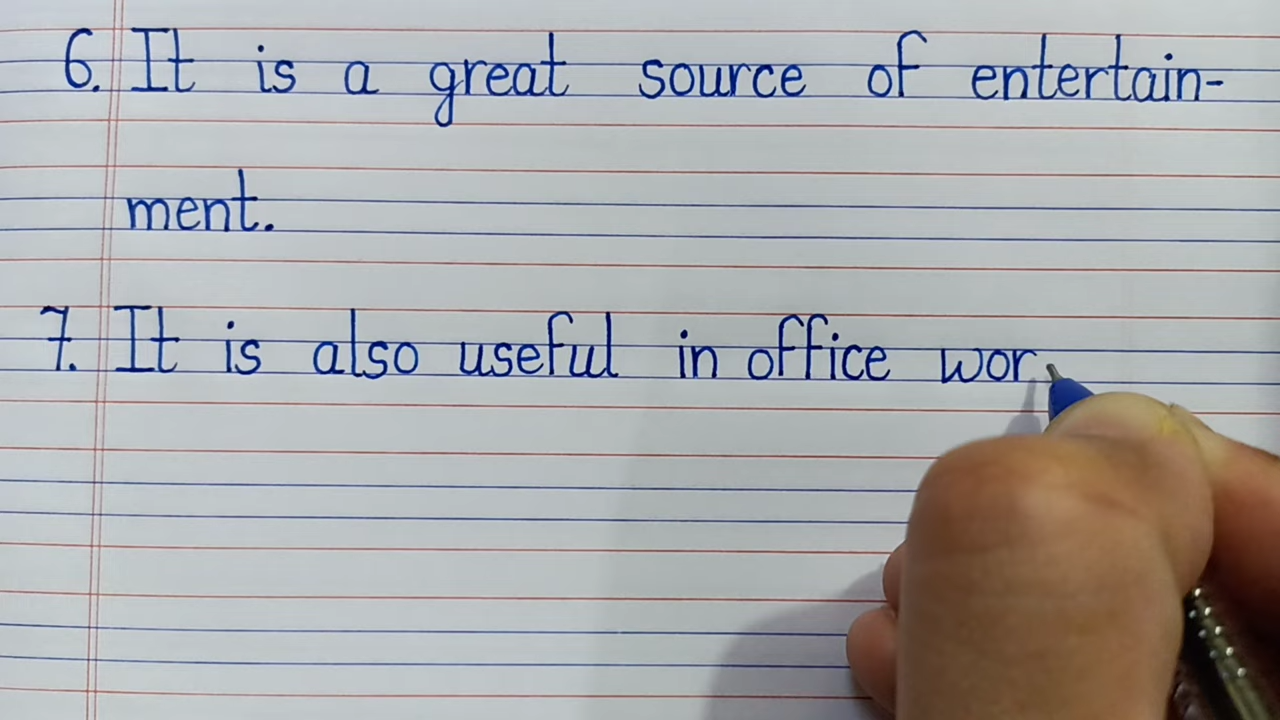 6. It is a great source of entertain-
ment.
7. It is also useful in office wor